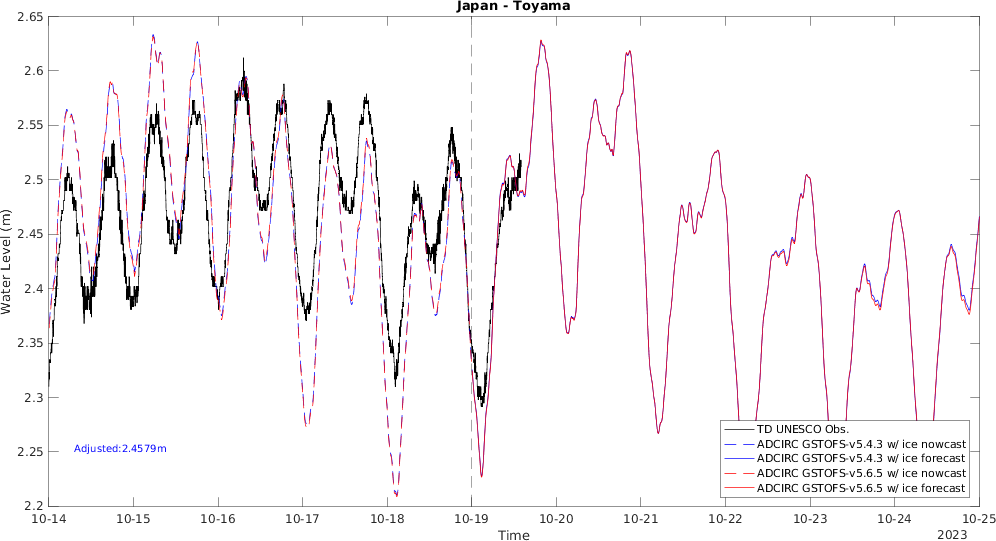 Japan - Toyama
Water Level (m)
2.65
2.6
2.55
2.5
2.45
2.4
2.35
2.3
2.25
2.2
Adjusted:2.4579m
TD UNESCO Obs.
ADCIRC GSTOFS-v5.4.3 w/ ice nowcast
ADCIRC GSTOFS-v5.4.3 w/ ice forecast
ADCIRC GSTOFS-v5.6.5 w/ ice nowcast
ADCIRC GSTOFS-v5.6.5 w/ ice forecast
10-14 10-15 10-16 10-17 10-18 10-19 10-20 10-21 10-22 10-23 10-24 10-25
Time
2023